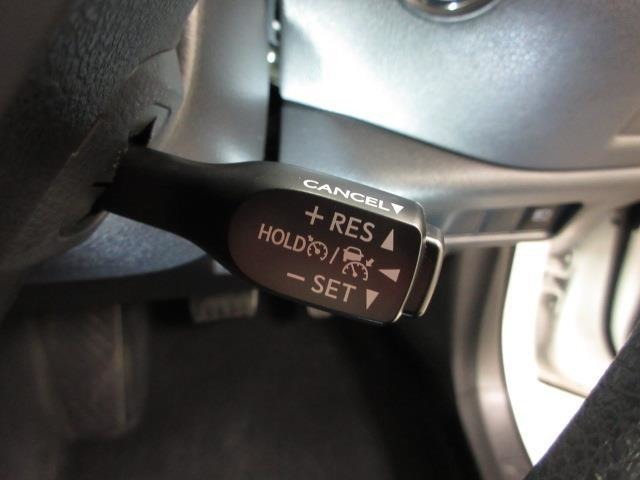 CANCEL▼
+ RES ▲
HOLD / ◀
− SET ▼